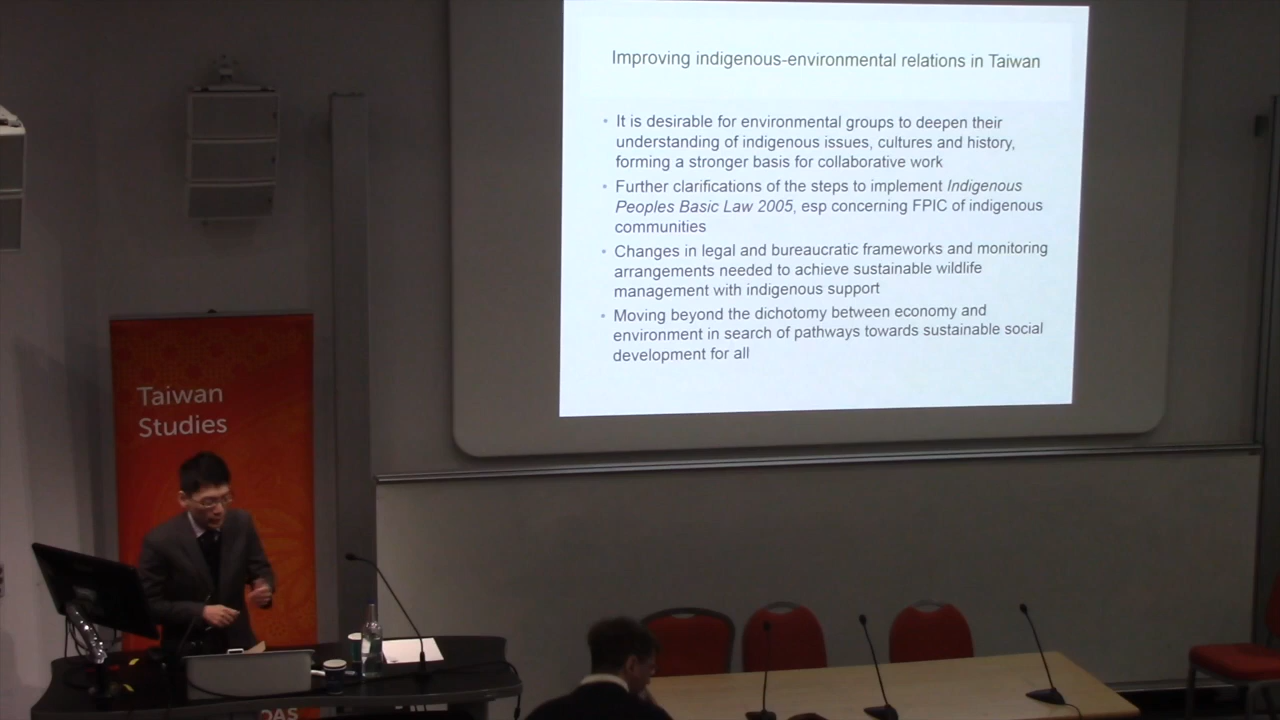 Improving indigenous-environmental relations in Taiwan
• It is desirable for environmental groups to deepen their
understanding of indigenous issues, cultures and history,
forming a stronger basis for collaborative work
• Further clarifications of the steps to implement Indigenous
Peoples Basic Law 2005, esp concerning FPIC of indigenous
communities
• Changes in legal and bureaucratic frameworks and monitoring
arrangements needed to achieve sustainable wildlife
management with indigenous support
• Moving beyond the dichotomy between economy and
environment in search of pathways towards sustainable social
development for all
Taiwan
Studies
OAS